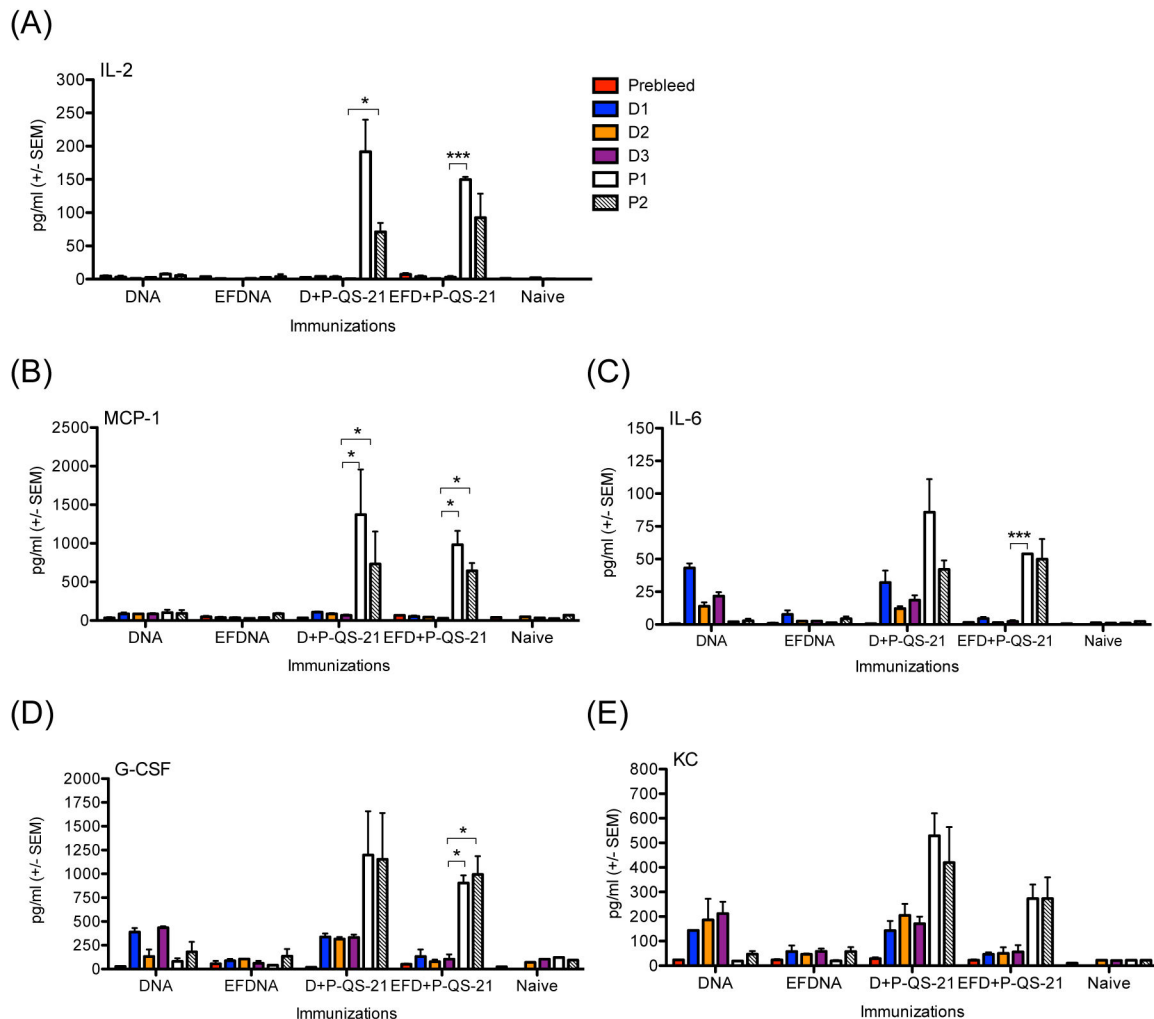 (A)
IL-2
300
250
200
150
100
50
0
pg/ml (+/- SEM)
*
***
DNA EFDNA D+P-QS-21 EFD+P-QS-21 Naive
Immunizations
Prebleed
D1
D2
D3
P1
P2
(B)
MCP-1
2500
2000
1500
1000
500
0
pg/ml (+/- SEM)
*
*
*
*
DNA EFDNA D+P-QS-21 EFD+P-QS-21 Naive
Immunizations
(C)
IL-6
150
125
100
75
50
25
0
pg/ml (+/- SEM)
***
DNA EFDNA D+P-QS-21 EFD+P-QS-21 Naive
Immunizations
(D)
G-CSF
2000
1750
1500
1250
1000
750
500
250
0
pg/ml (+/- SEM)
*
*
DNA EFDNA D+P-QS-21 EFD+P-QS-21 Naive
Immunizations
(E)
KC
800
700
600
500
400
300
200
100
0
pg/ml (+/- SEM)
DNA EFDNA D+P-QS-21 EFD+P-QS-21 Naive
Immunizations